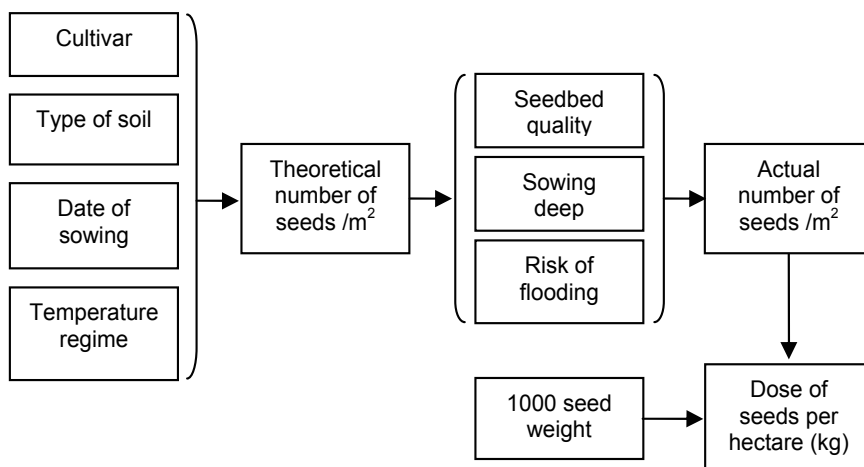 Cultivar
Type of soil
Date of
sowing
Temperature
regime
Theoretical
number of
seeds /m²
Seedbed
quality
Sowing
deep
Risk of
flooding
Actual
number of
seeds /m²
1000 seed
weight
Dose of
seeds per
hectare (kg)